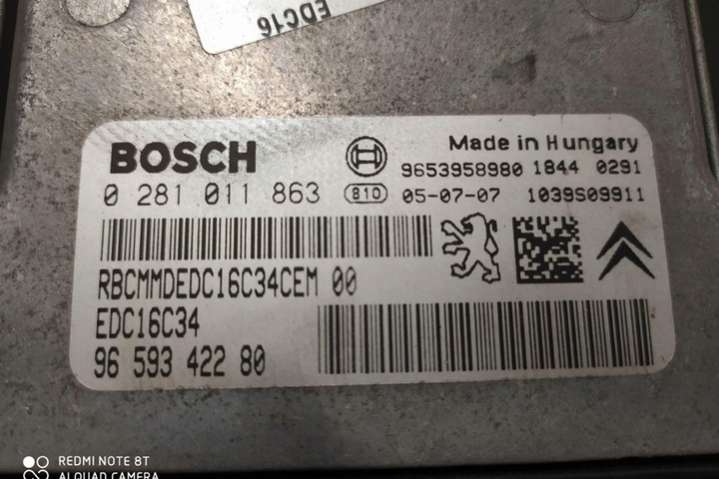 EDC16
BOSCH
Made in Hungary
9653958980 1844 0291
0 281 011 863 810 05-07-07 1039S09911
RBCMMDEDC16C34CEM 00
EDC16C34
96 593 422 80
REDMI NOTE 8T
AI QUAD CAMERA